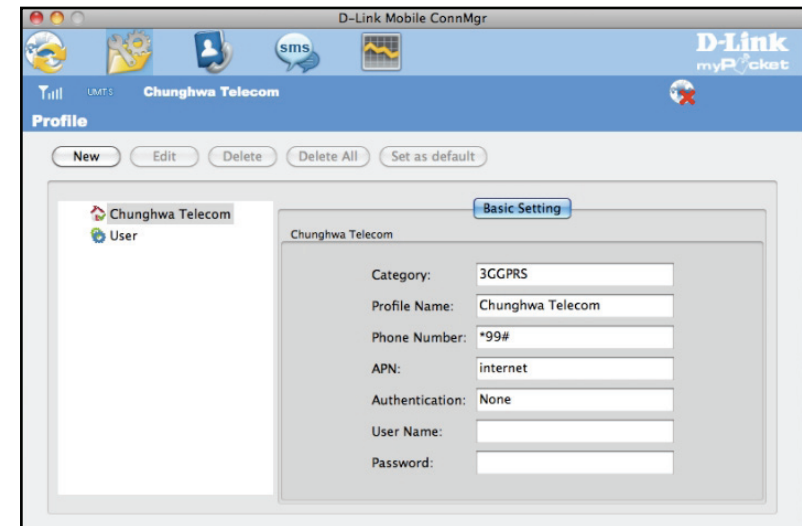 D-Link Mobile ConnMgr
sms
D-Link
myPocket
UMTS Chunghwa Telecom
Profile
New Edit Delete Delete All Set as default
Chunghwa Telecom
User
Basic Setting
Chunghwa Telecom
Category: 3GGPRS
Profile Name: Chunghwa Telecom
Phone Number: *99#
APN: internet
Authentication: None
User Name:
Password: